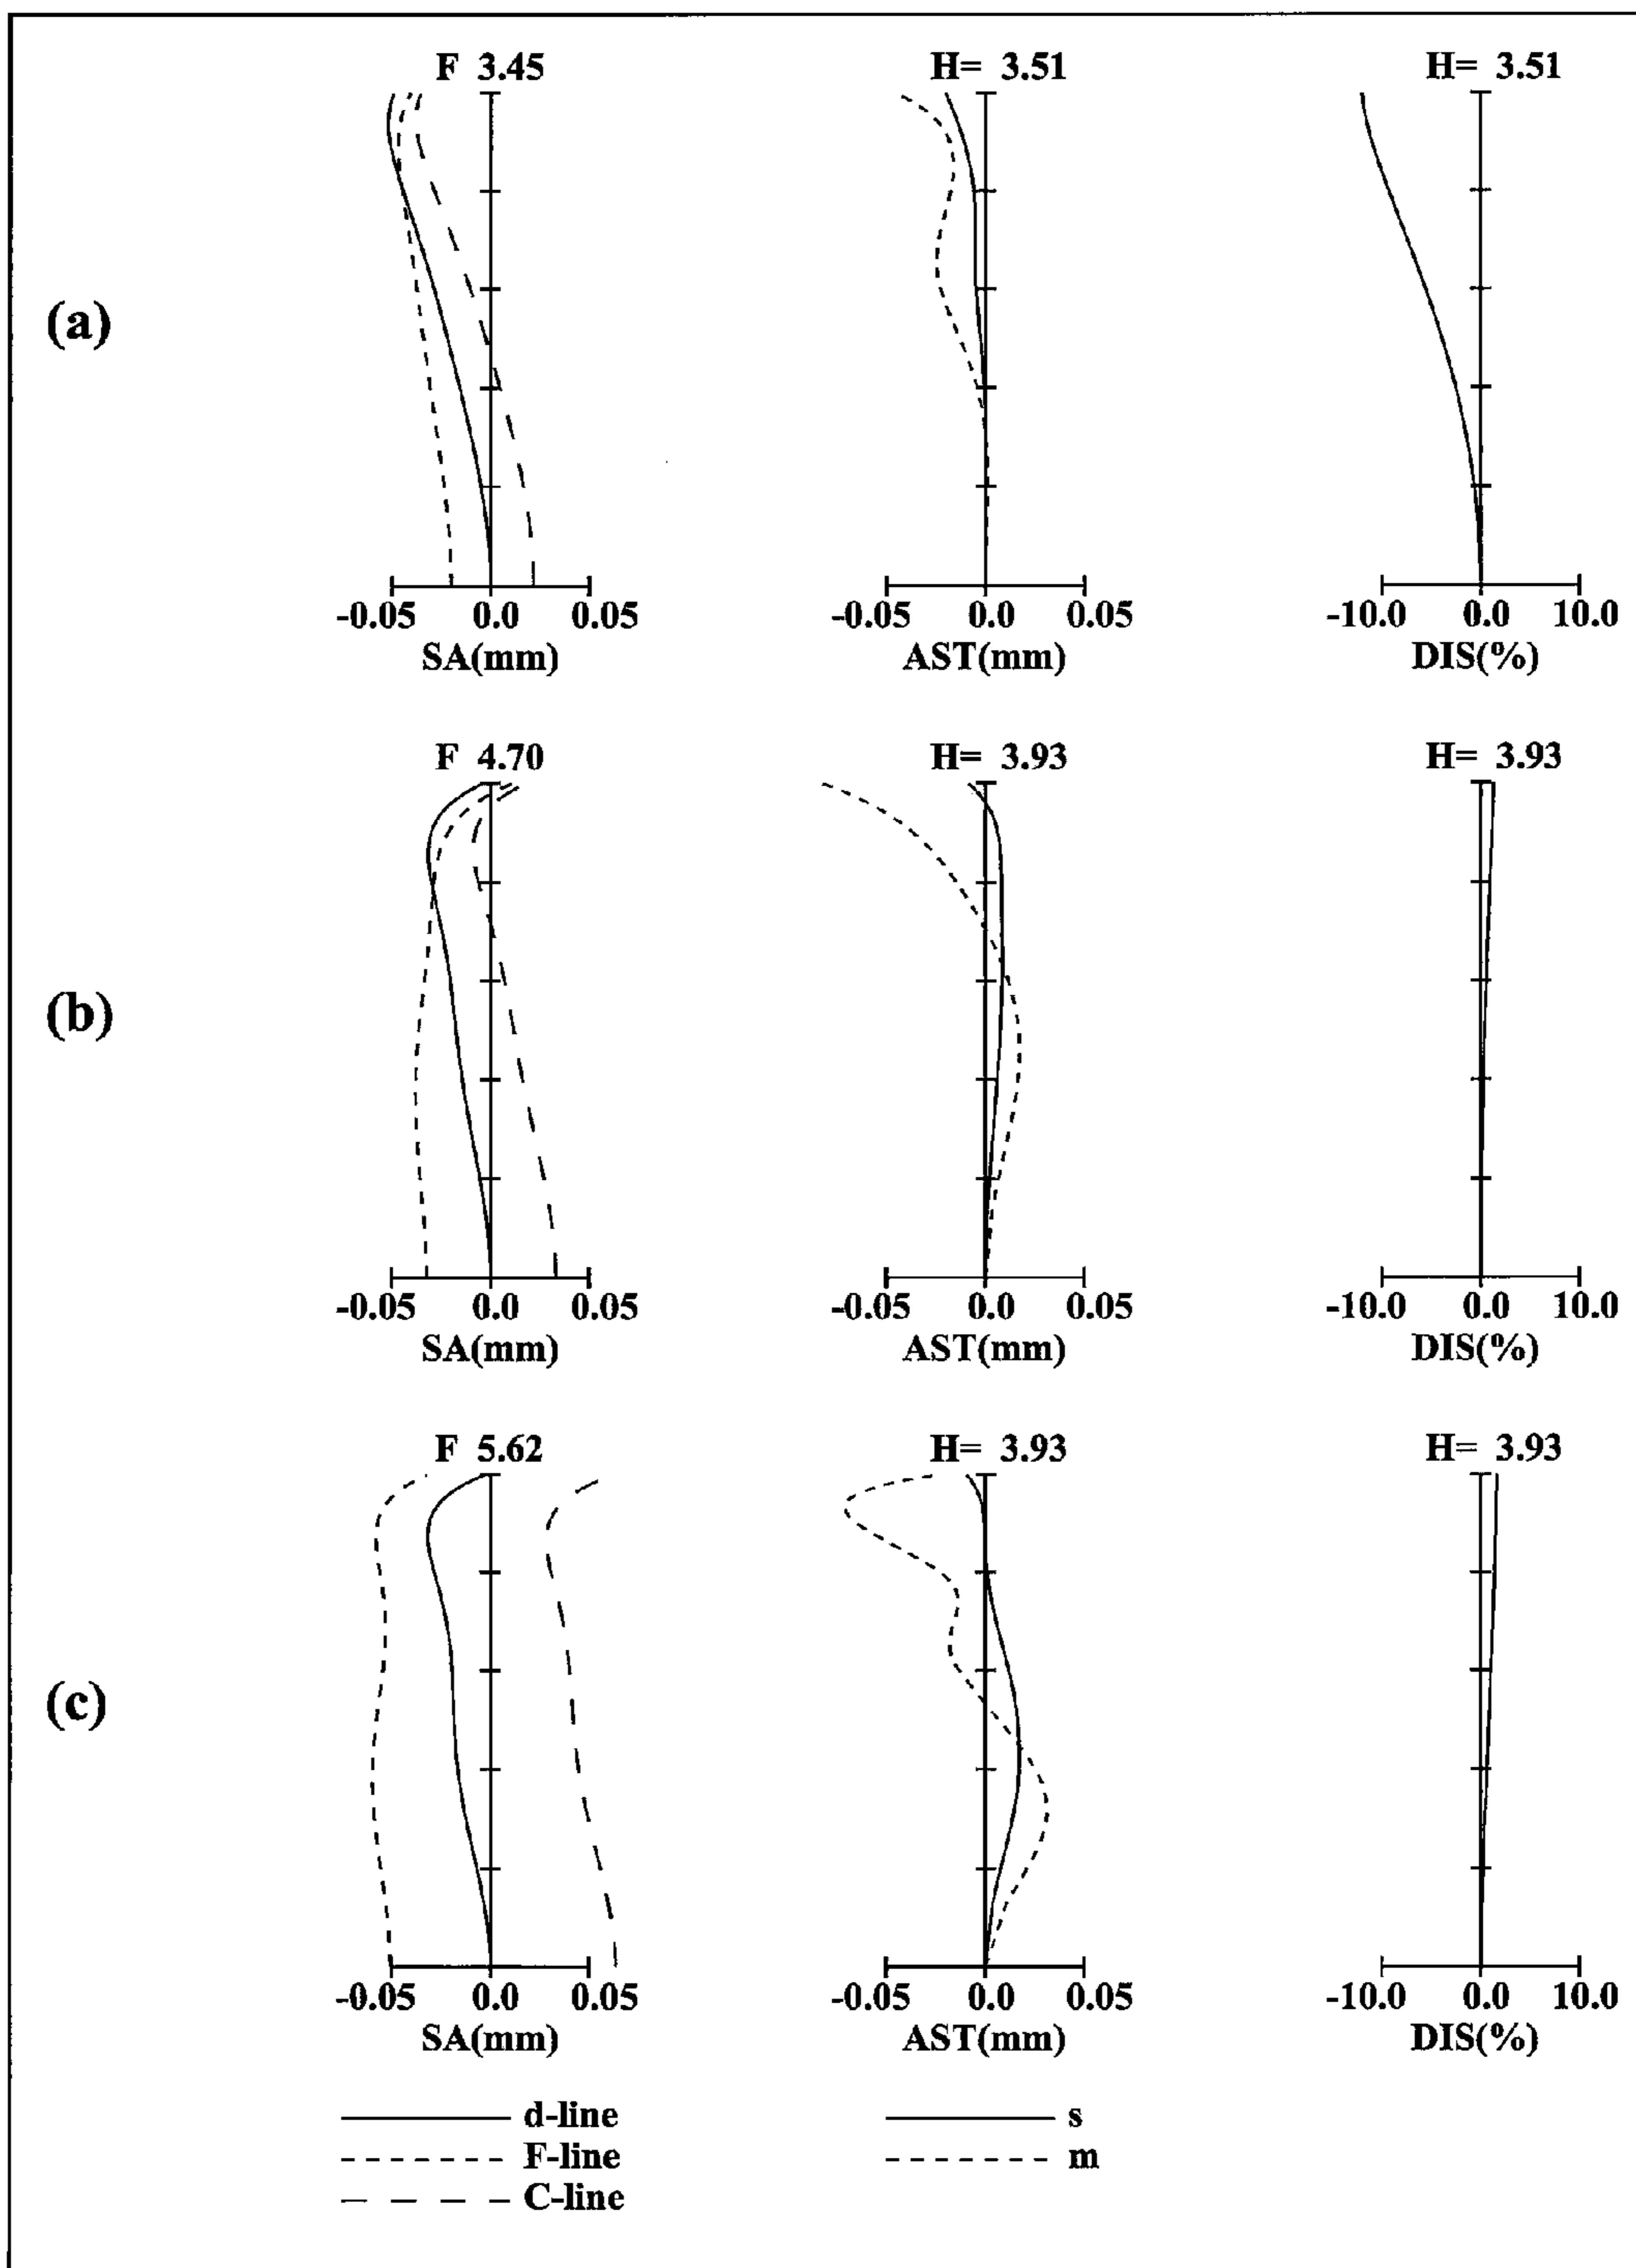 F 3.45 H= 3.51 H= 3.51
(a)
-0.05 0.0 0.05 -0.05 0.0 0.05 -10.0 0.0 10.0
SA(mm) AST(mm) DIS(%)
F 4.70 H= 3.93 H= 3.93
(b)
-0.05 0.0 0.05 -0.05 0.0 0.05 -10.0 0.0 10.0
SA(mm) AST(mm) DIS(%)
F 5.62 H= 3.93 H= 3.93
(c)
-0.05 0.0 0.05 -0.05 0.0 0.05 -10.0 0.0 10.0
SA(mm) AST(mm) DIS(%)
d-line s
F-line m
C-line